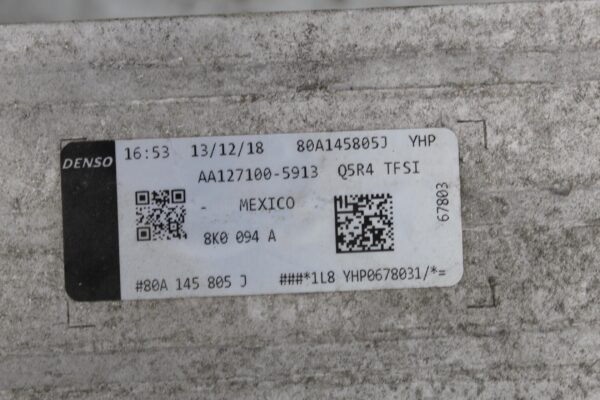 DENSO
16:53 13/12/18 80A145805J YHP
AA127100-5913 Q5R4 TFSI
- MEXICO
8K0 094 A
67803
#80A 145 805 J ###*1L8 YHP0678031/*=